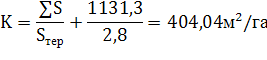 K = ∑S / Sтер + 1131,3 / 2,8 = 404,04м²/га